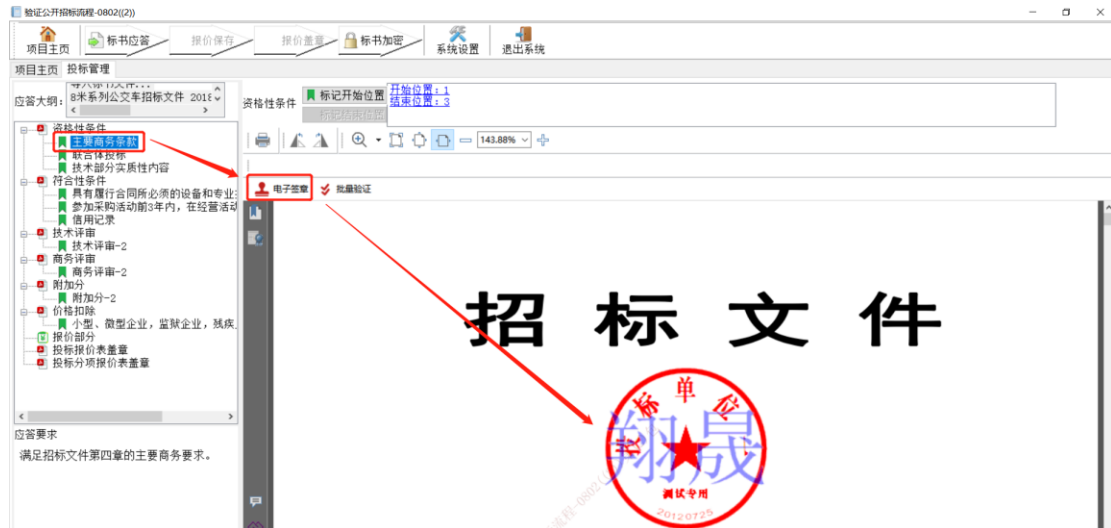 验证公开招标流程-0802((2))
项目主页 标书应答 报价保存 报价盖章 标书加密 系统设置 退出系统
项目主页 投标管理
应答大纲：
8米系列公交车招标文件 2018
资格性条件 标记开始位置 开始位置：1
标记结束位置 结束位置：3
143.88%
电子签章 批量验证
资格性条件
主要商务条款
联合体投标
技术部分实质性内容
符合性条件
具有履行合同所必须的设备和专业
参加采购活动前3年内，在经营活动
信用记录
技术评审
技术评审-2
商务评审
商务评审-2
附加分
附加分-2
价格扣除
小型、微型企业，监狱企业，残疾
报价部分
投标报价表盖章
投标分项报价表盖章
应答要求
满足招标文件第四章的主要商务要求。
招标文件
投标单位
翔晟
测试专用
20120725